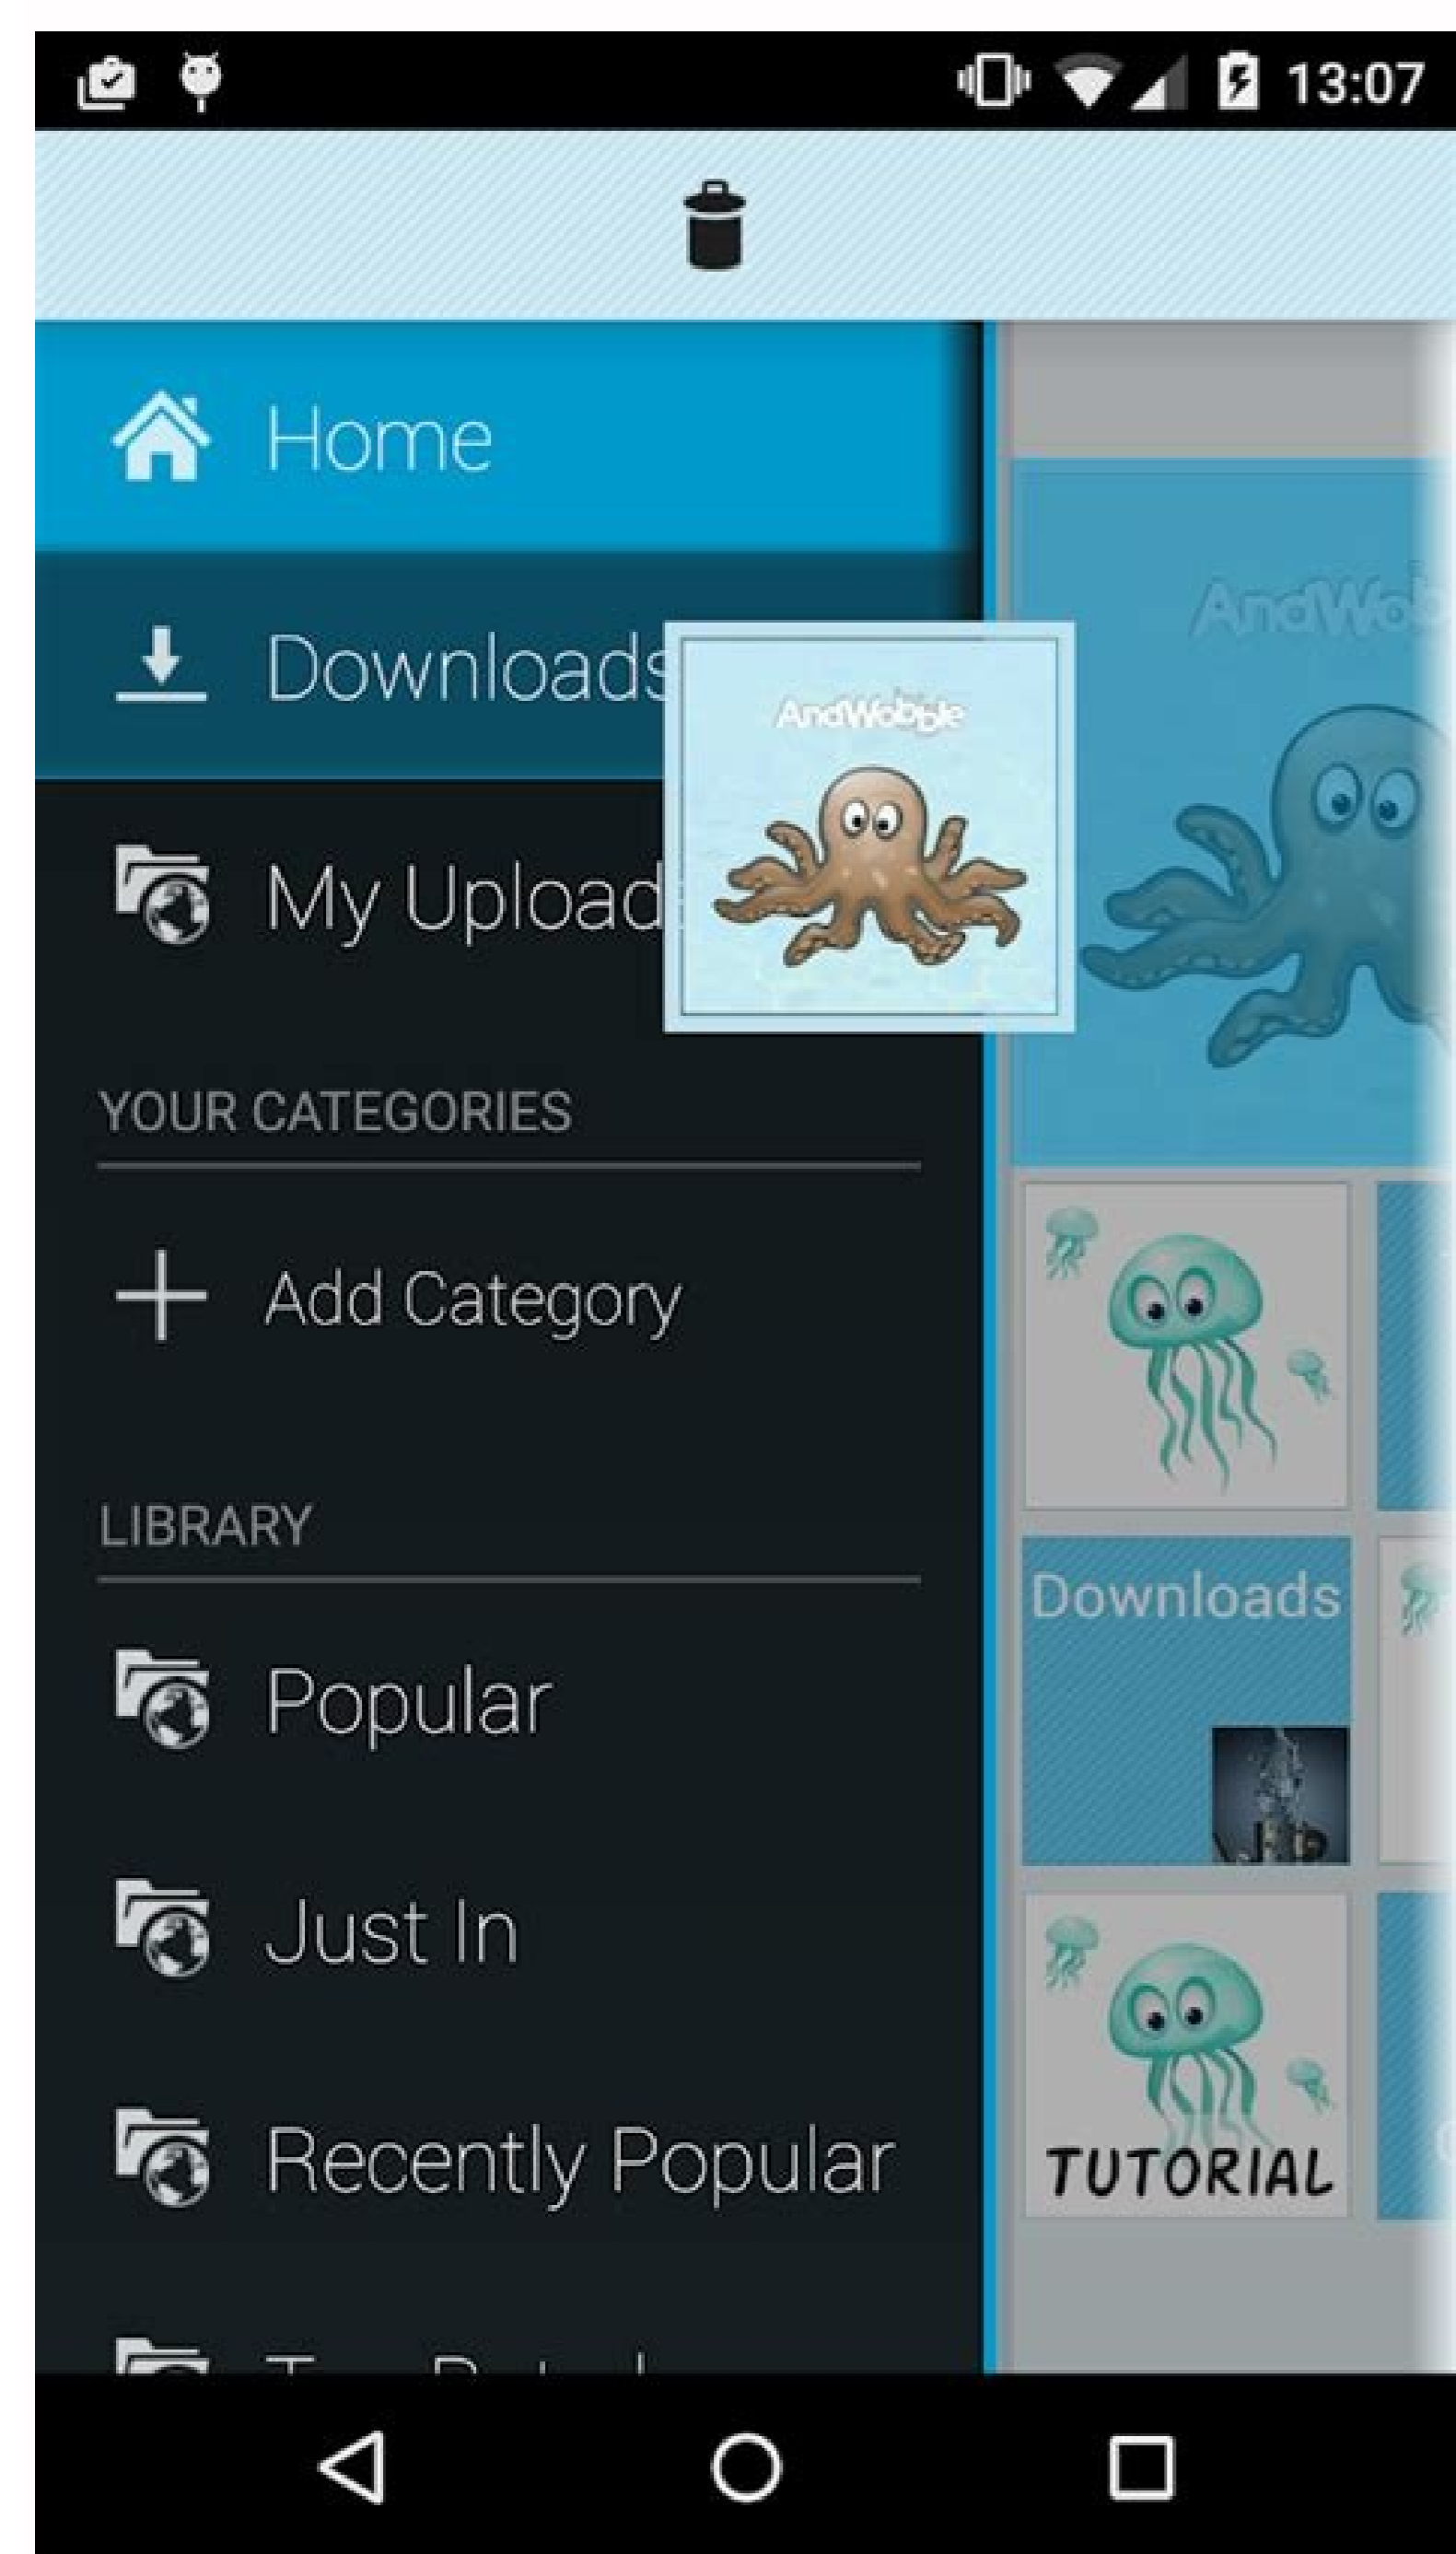 13:07
Home
Downloads
AndWobble
My Upload
YOUR CATEGORIES
Add Category
LIBRARY
Popular
Just In
Recently Popular
AndWob
Downloads
TUTORIAL